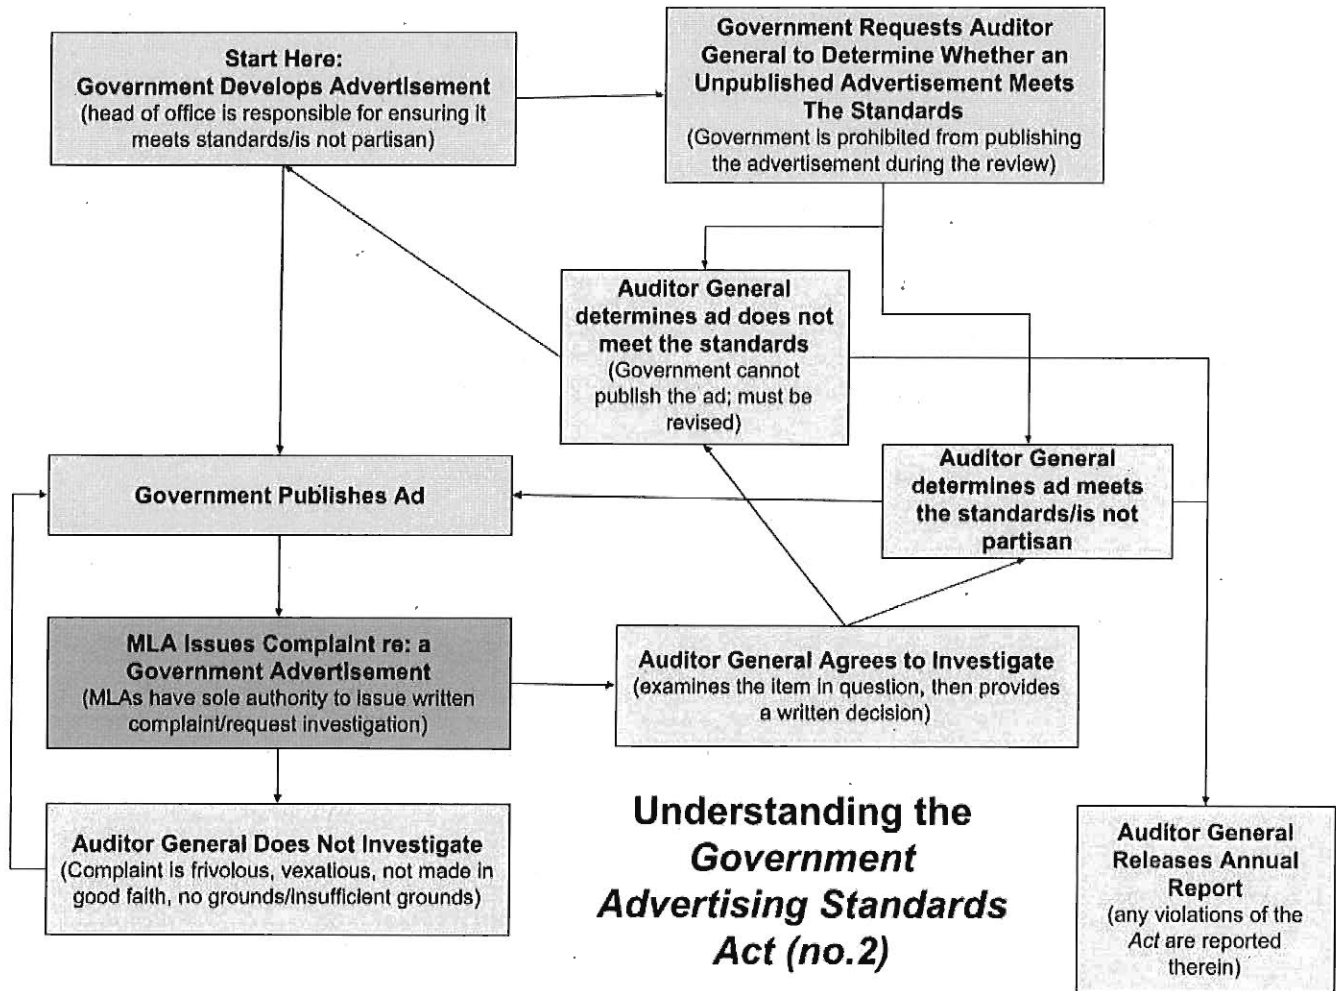 Start Here:
Government Develops Advertisement
(head of office is responsible for ensuring it
meets standards/is not partisan)
Government Requests Auditor
General to Determine Whether an
Unpublished Advertisement Meets
The Standards
(Government is prohibited from publishing
the advertisement during the review)
Auditor General
determines ad does not
meet the standards
(Government cannot
publish the ad; must be
revised)
Auditor General
determines ad meets
the standards/is not
partisan
Government Publishes Ad
MLA Issues Complaint re: a
Government Advertisement
(MLAs have sole authority to issue written
complaint/request investigation)
Auditor General Agrees to Investigate
(examines the item in question, then provides
a written decision)
Auditor General Does Not Investigate
(Complaint is frivolous, vexatious, not made in
good faith, no grounds/insufficient grounds)
Understanding the
Government
Advertising Standards
Act (no.2)
Auditor General
Releases Annual
Report
(any violations of the
Act are reported
therein)